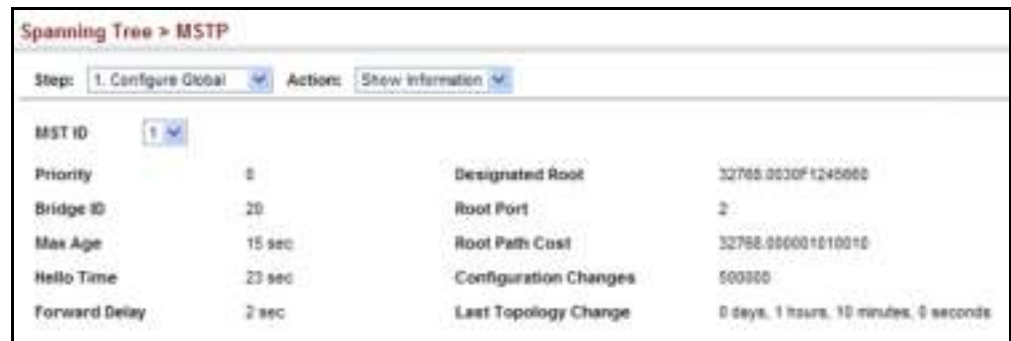 Spanning Tree > MSTP
Step: 1. Configure Global Action: Show Information
MST ID 1
Priority 0 Designated Root 32768.0030F1245660
Bridge ID 20 Root Port 2
Max Age 15 sec Root Path Cost 32768.000001010010
Hello Time 23 sec Configuration Changes 500000
Forward Delay 2 sec Last Topology Change 0 days, 1 hours, 10 minutes, 0 seconds